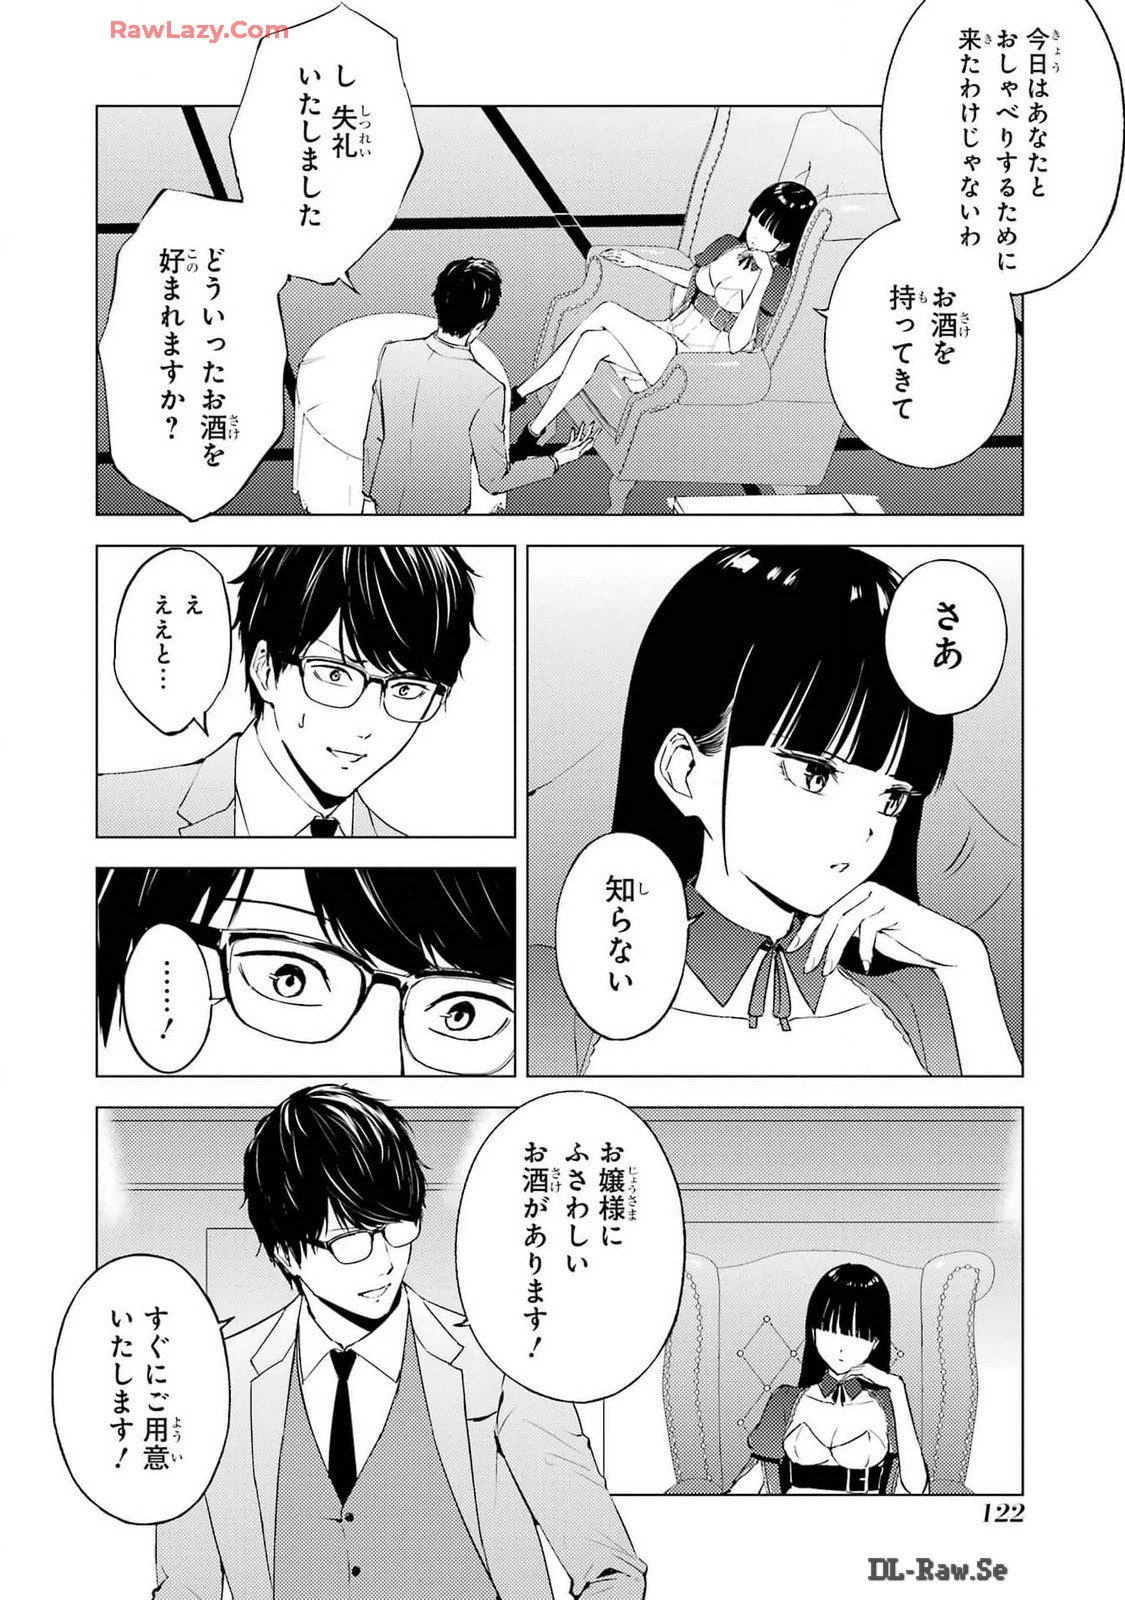 RawLazy.Com
今日はあなたと
おしゃべりするために
来たわけじゃないわ
お酒を
持ってきて
し 失礼
いたしました
どういったお酒を
好まれますか?
さあ
知らない
え
ええと…
……!
お嬢様に
ふさわしい
お酒があります!
すぐにご用意
いたします!
122
DL-Raw.Se